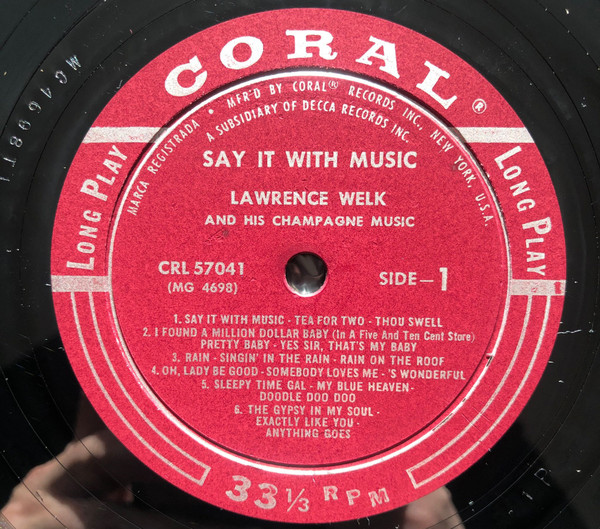 CORAL®
MARCA REGISTRADA • MFR'D BY CORAL® RECORDS INC., NEW YORK, U.S.A.
A SUBSIDIARY OF DECCA RECORDS INC.
LONG PLAY
LONG PLAY
SAY IT WITH MUSIC
LAWRENCE WELK
AND HIS CHAMPAGNE MUSIC
CRL 57041
(MG 4698)
SIDE—1
1. SAY IT WITH MUSIC - TEA FOR TWO - THOU SWELL
2. I FOUND A MILLION DOLLAR BABY (In A Five And Ten Cent Store)
PRETTY BABY - YES SIR, THAT'S MY BABY
3. RAIN - SINGIN' IN THE RAIN - RAIN ON THE ROOF
4. OH, LADY BE GOOD - SOMEBODY LOVES ME - 'S WONDERFUL
5. SLEEPY TIME GAL - MY BLUE HEAVEN-
DOODLE DOO DOO
6. THE GYPSY IN MY SOUL -
EXACTLY LIKE YOU -
ANYTHING GOES
7
33 1/3 RPM